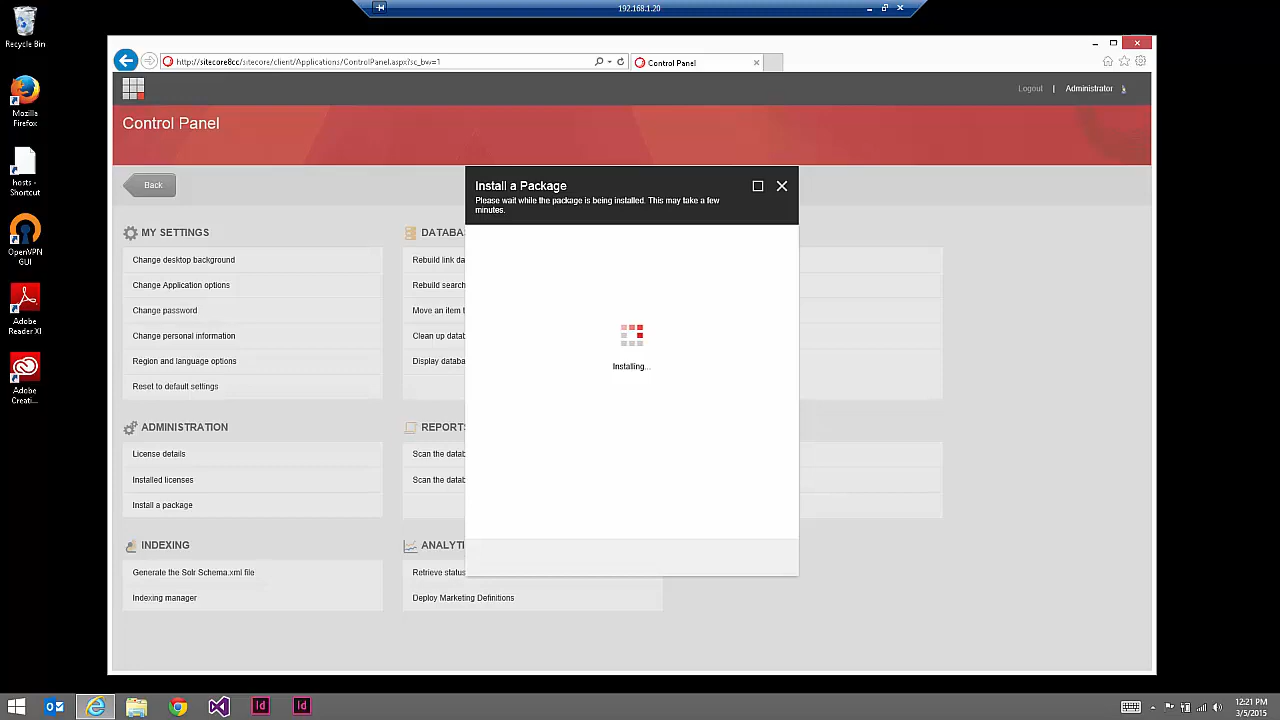 192.168.1.20
Recycle Bin
Mozilla
Firefox
hosts -
Shortcut
OpenVPN
GUI
Adobe
Reader XI
Adobe
Creati...
http://sitecore8cc/sitecore/client/Applications/ControlPanel.aspx?sc_bw=1
Control Panel
Logout | Administrator
Control Panel
Back
Install a Package
Please wait while the package is being installed. This may take a few
minutes.
Installing...
MY SETTINGS
Change desktop background
Change Application options
Change password
Change personal information
Region and language options
Reset to default settings
DATABA
Rebuild link da
Rebuild search
Move an item t
Clean up datab
Display databa
ADMINISTRATION
License details
Installed licenses
Install a package
REPORTS
Scan the datab
Scan the datab
INDEXING
Generate the Solr Schema.xml file
Indexing manager
ANALYTI
Retrieve status
Deploy Marketing Definitions
12:21 PM
3/5/2015